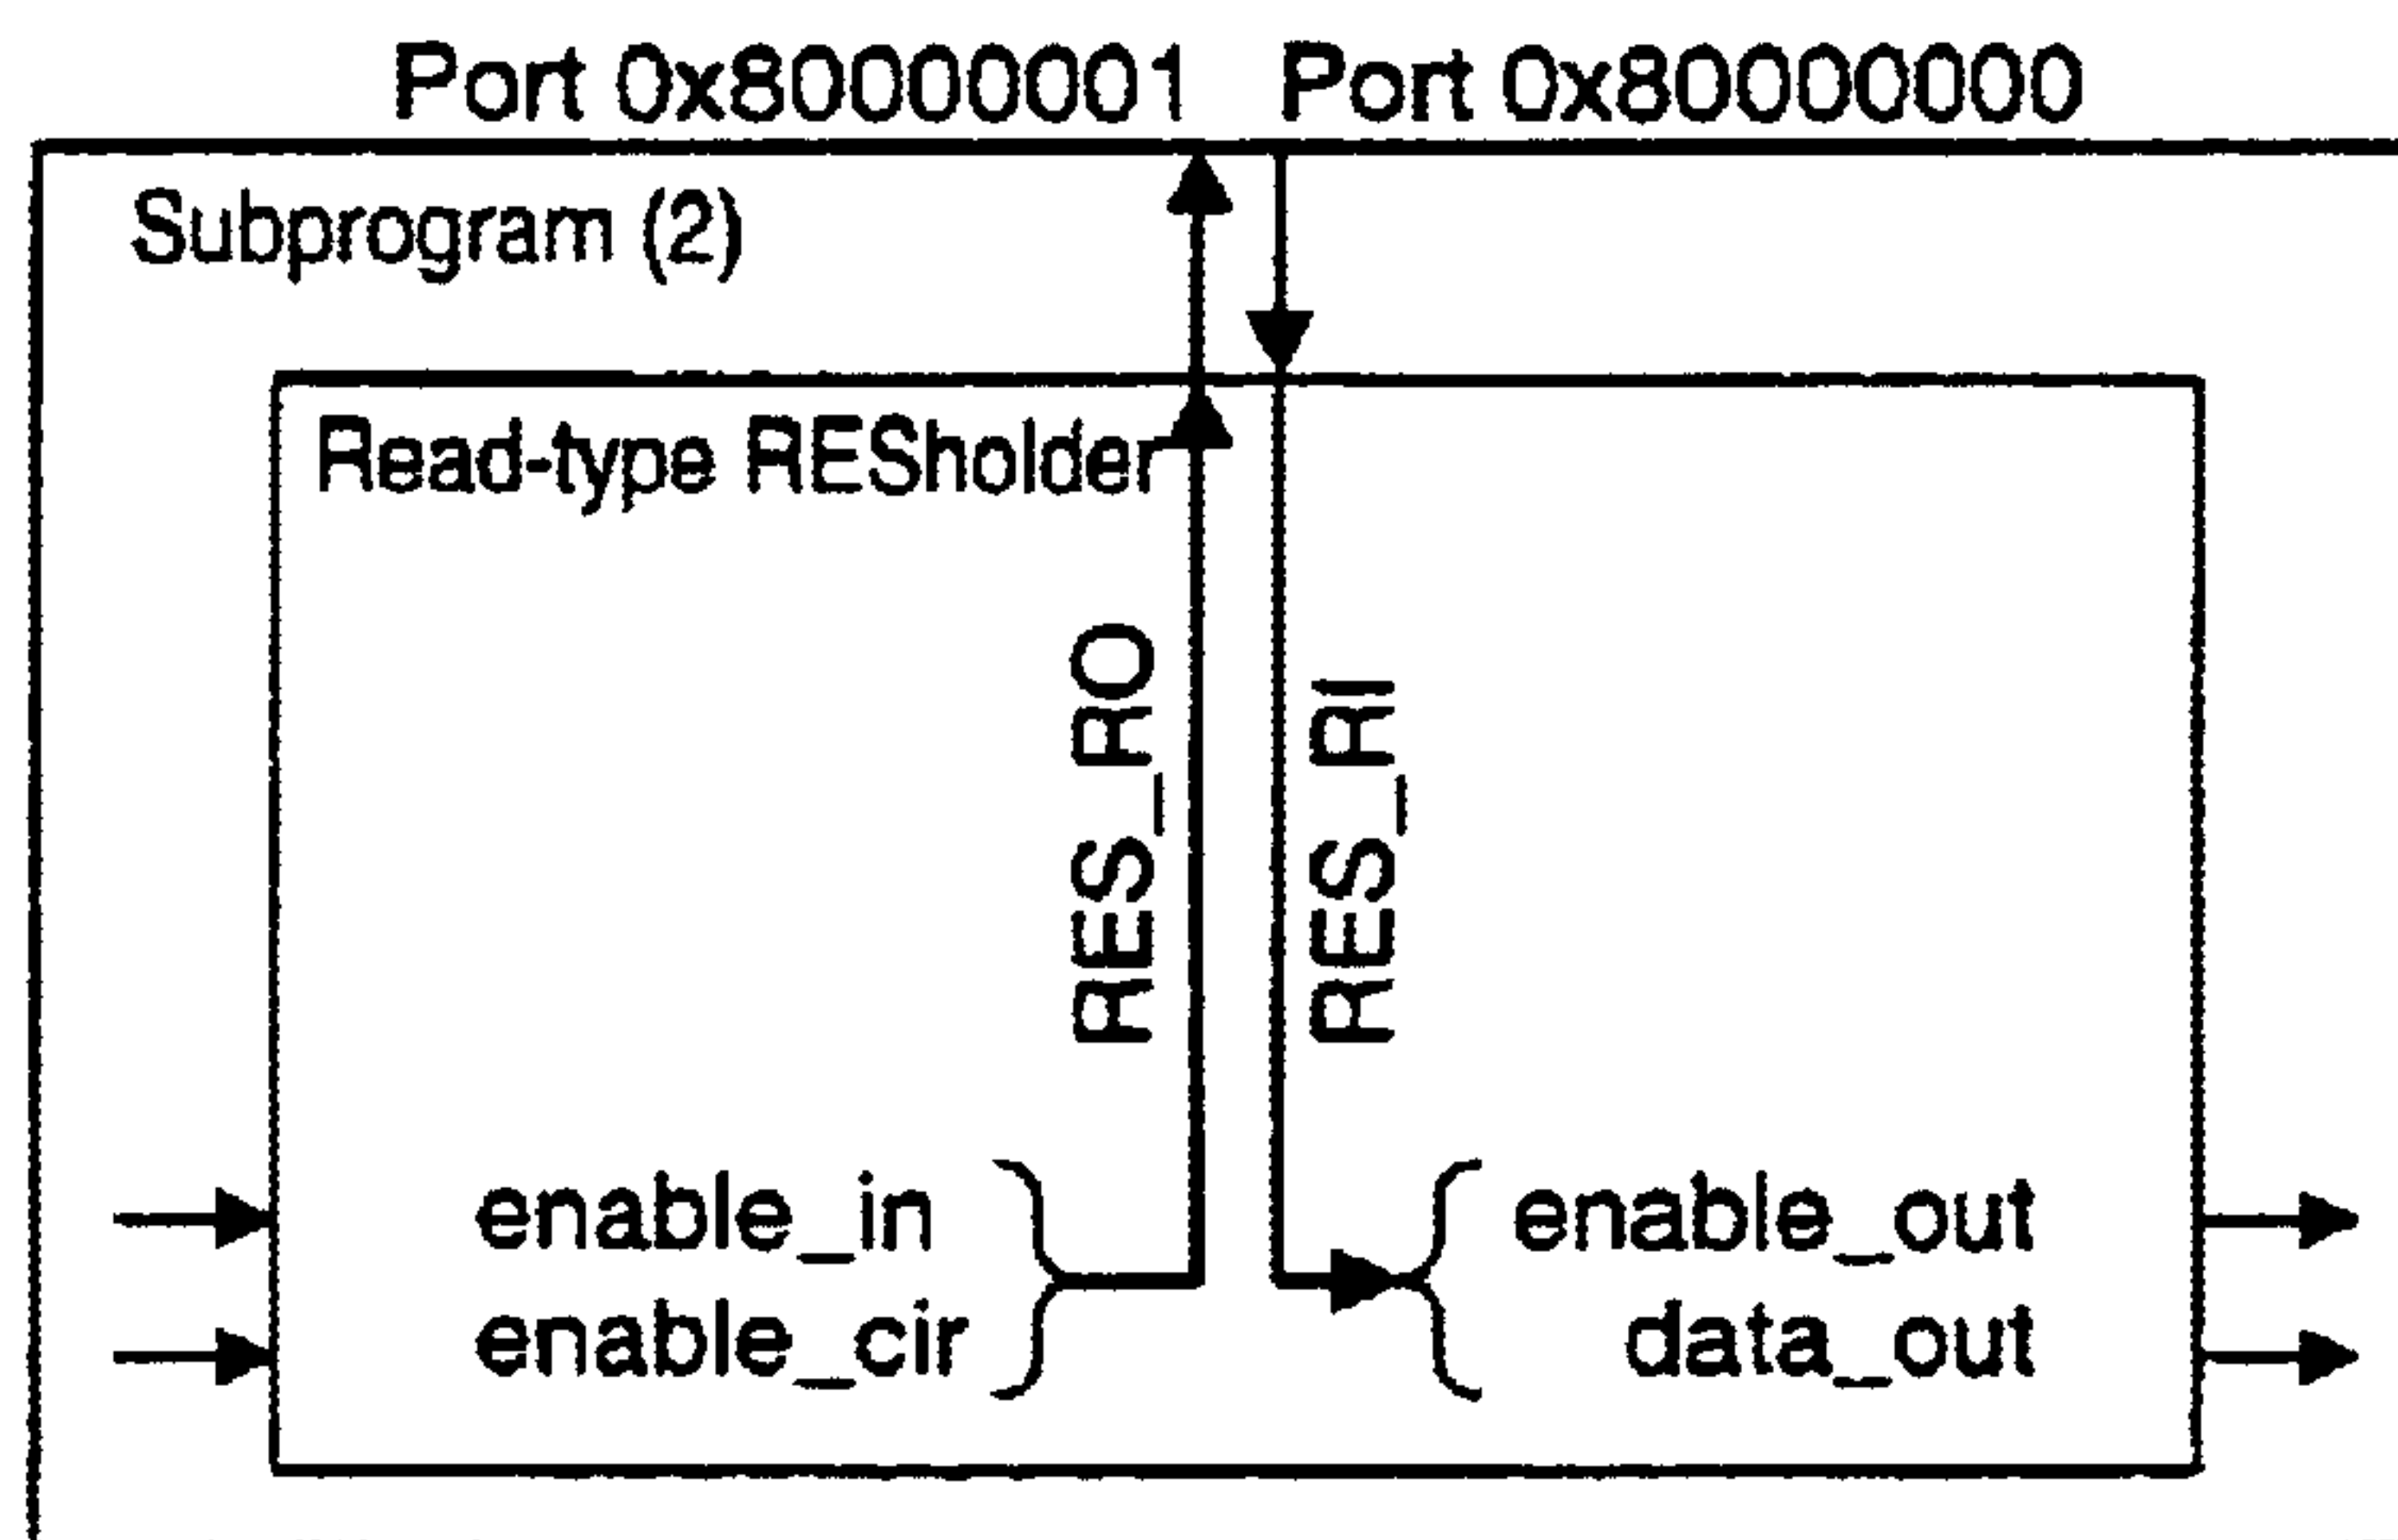 Port 0x80000001 Port 0x80000000
Subprogram (2)
Read-type RESholder
RES_RO
RES_RI
enable_in
enable_cir
enable_out
data_out